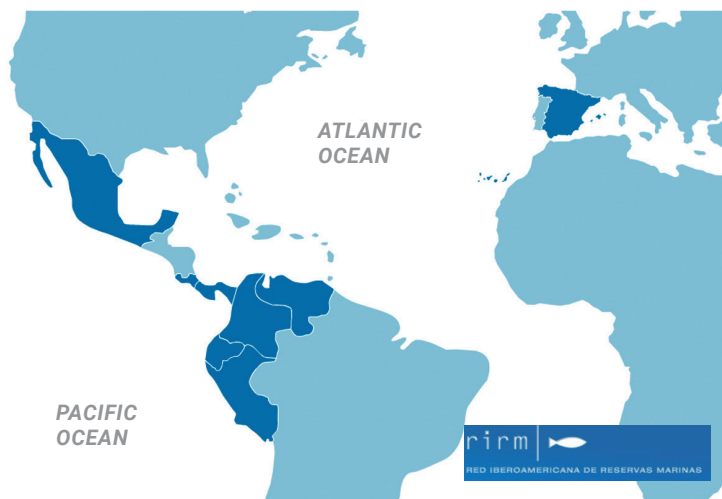 ATLANTIC
OCEAN
PACIFIC
OCEAN
rirm
RED IBEROAMERICANA DE RESERVAS MARINAS